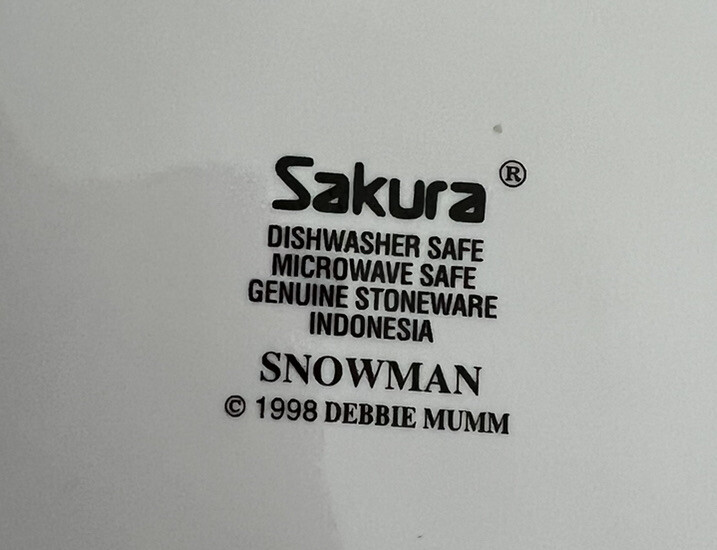 Sakura ®
DISHWASHER SAFE
MICROWAVE SAFE
GENUINE STONEWARE
INDONESIA
SNOWMAN
© 1998 DEBBIE MUMM